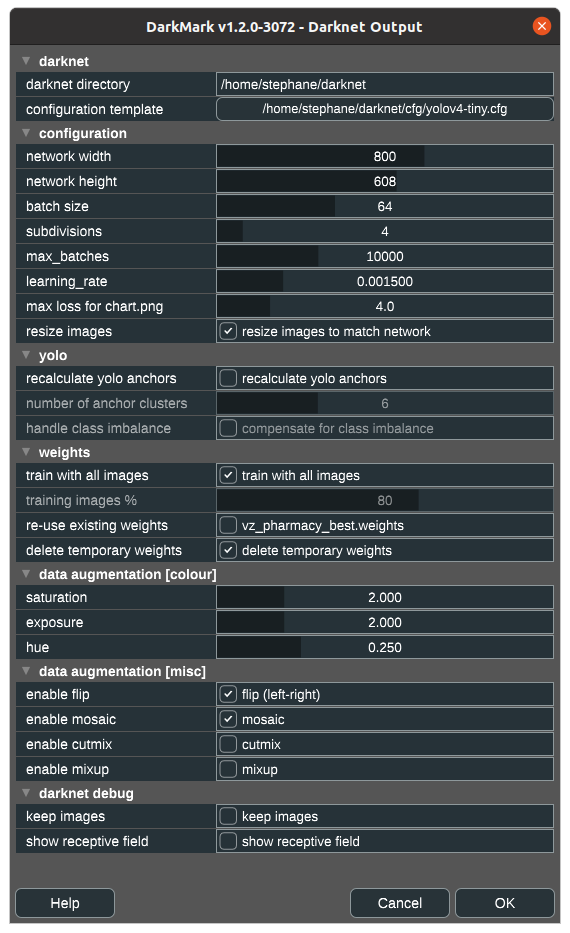 DarkMark v1.2.0-3072 - Darknet Output
darknet
darknet directory /home/stephane/darknet
configuration template /home/stephane/darknet/cfg/yolov4-tiny.cfg
configuration
network width 800
network height 608
batch size 64
subdivisions 4
max_batches 10000
learning_rate 0.001500
max loss for chart.png 4.0
resize images resize images to match network
yolo
recalculate yolo anchors recalculate yolo anchors
number of anchor clusters 6
handle class imbalance compensate for class imbalance
weights
train with all images train with all images
training images % 80
re-use existing weights vz_pharmacy_best.weights
delete temporary weights delete temporary weights
data augmentation [colour]
saturation 2.000
exposure 2.000
hue 0.250
data augmentation [misc]
enable flip flip (left-right)
enable mosaic mosaic
enable cutmix cutmix
enable mixup mixup
darknet debug
keep images keep images
show receptive field show receptive field
Help Cancel OK